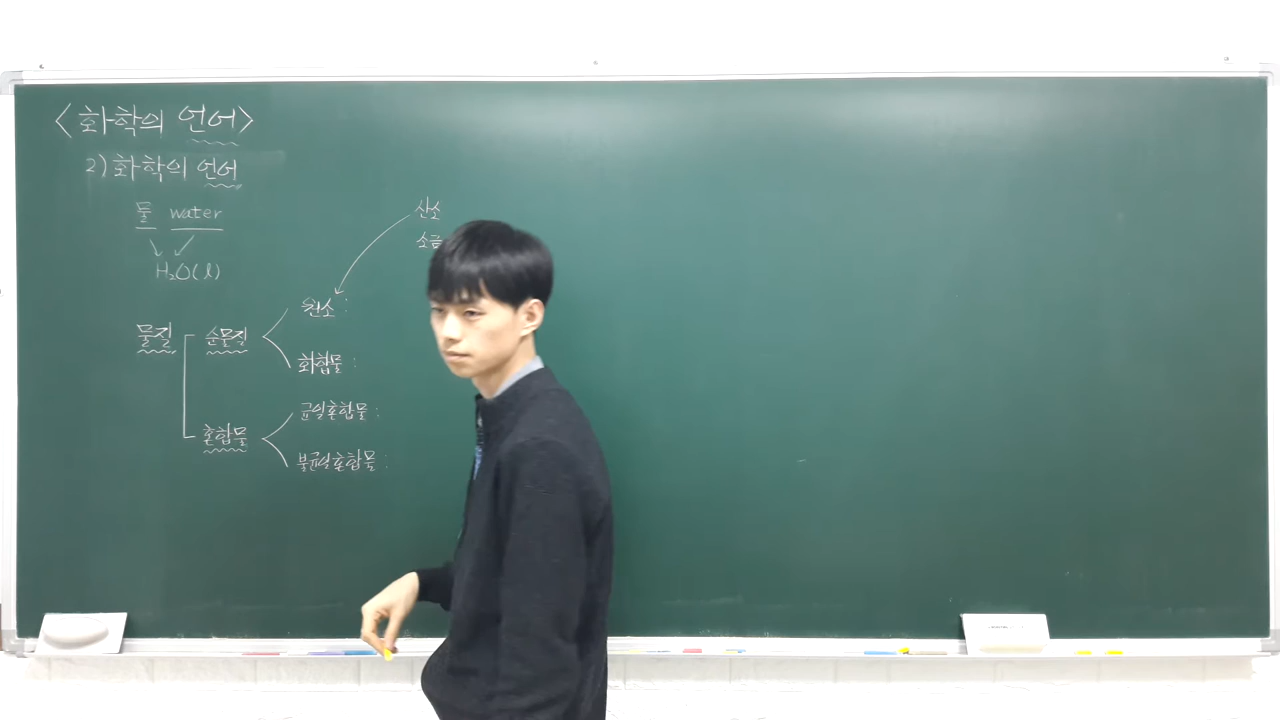 <화학의 언어>
2) 화학의 언어
물 water
H₂O(l)
산소
소금
원소 :
물질 순물질
화합물 :
균일혼합물 :
혼합물
불균일혼합물 :